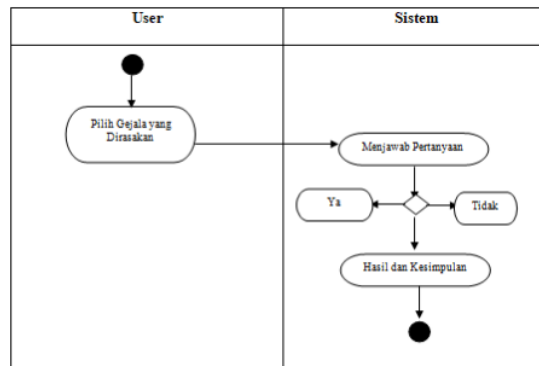 User
Sistem
Pilih Gejala yang
Dirasakan
Menjawab Pertanyaan
Ya
Tidak
Hasil dan Kesimpulan